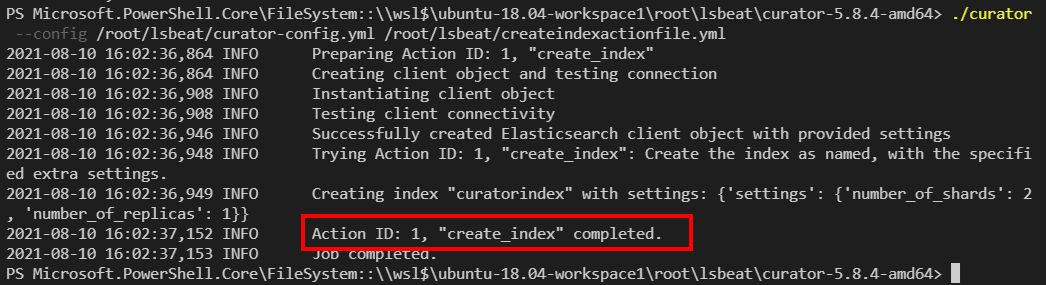 PS Microsoft.PowerShell.Core\FileSystem::\\wsl$\ubuntu-18.04-workspace1\root\lsbeat\curator-5.8.4-amd64> ./curator
--config /root/lsbeat/curator-config.yml /root/lsbeat/createindexactionfile.yml
2021-08-10 16:02:36,864 INFO      Preparing Action ID: 1, "create_index"
2021-08-10 16:02:36,864 INFO      Creating client object and testing connection
2021-08-10 16:02:36,908 INFO      Instantiating client object
2021-08-10 16:02:36,908 INFO      Testing client connectivity
2021-08-10 16:02:36,946 INFO      Successfully created Elasticsearch client object with provided settings
2021-08-10 16:02:36,948 INFO      Trying Action ID: 1, "create_index": Create the index as named, with the specifi
ed extra settings.
2021-08-10 16:02:36,949 INFO      Creating index "curatorindex" with settings: {'settings': {'number_of_shards': 2
, 'number_of_replicas': 1}}
2021-08-10 16:02:37,152 INFO      Action ID: 1, "create_index" completed.
2021-08-10 16:02:37,153 INFO      Job completed.
PS Microsoft.PowerShell.Core\FileSystem::\\wsl$\ubuntu-18.04-workspace1\root\lsbeat\curator-5.8.4-amd64>